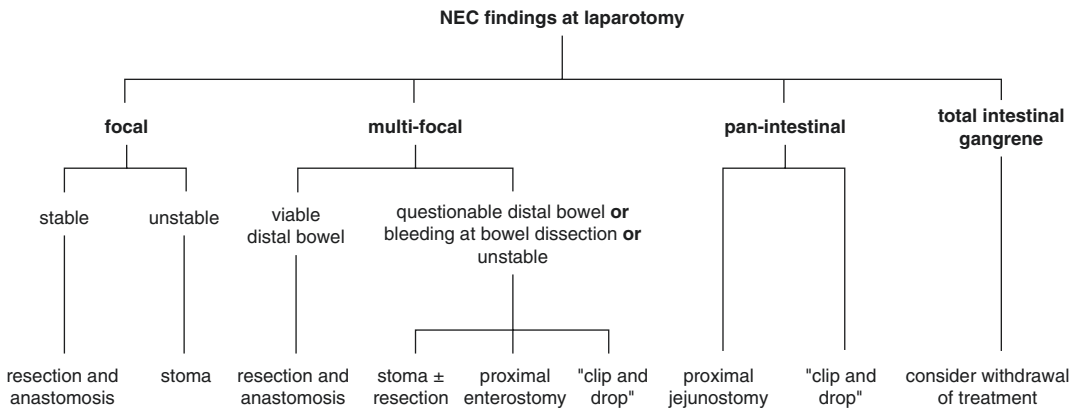 NEC findings at laparotomy
focal
multi-focal
pan-intestinal
total intestinal
gangrene
stable
unstable
viable
distal bowel
questionable distal bowel or
bleeding at bowel dissection or
unstable
resection and
anastomosis
stoma
resection and
anastomosis
stoma ±
resection
proximal
enterostomy
"clip and
drop"
proximal
jejunostomy
"clip and
drop"
consider withdrawal
of treatment